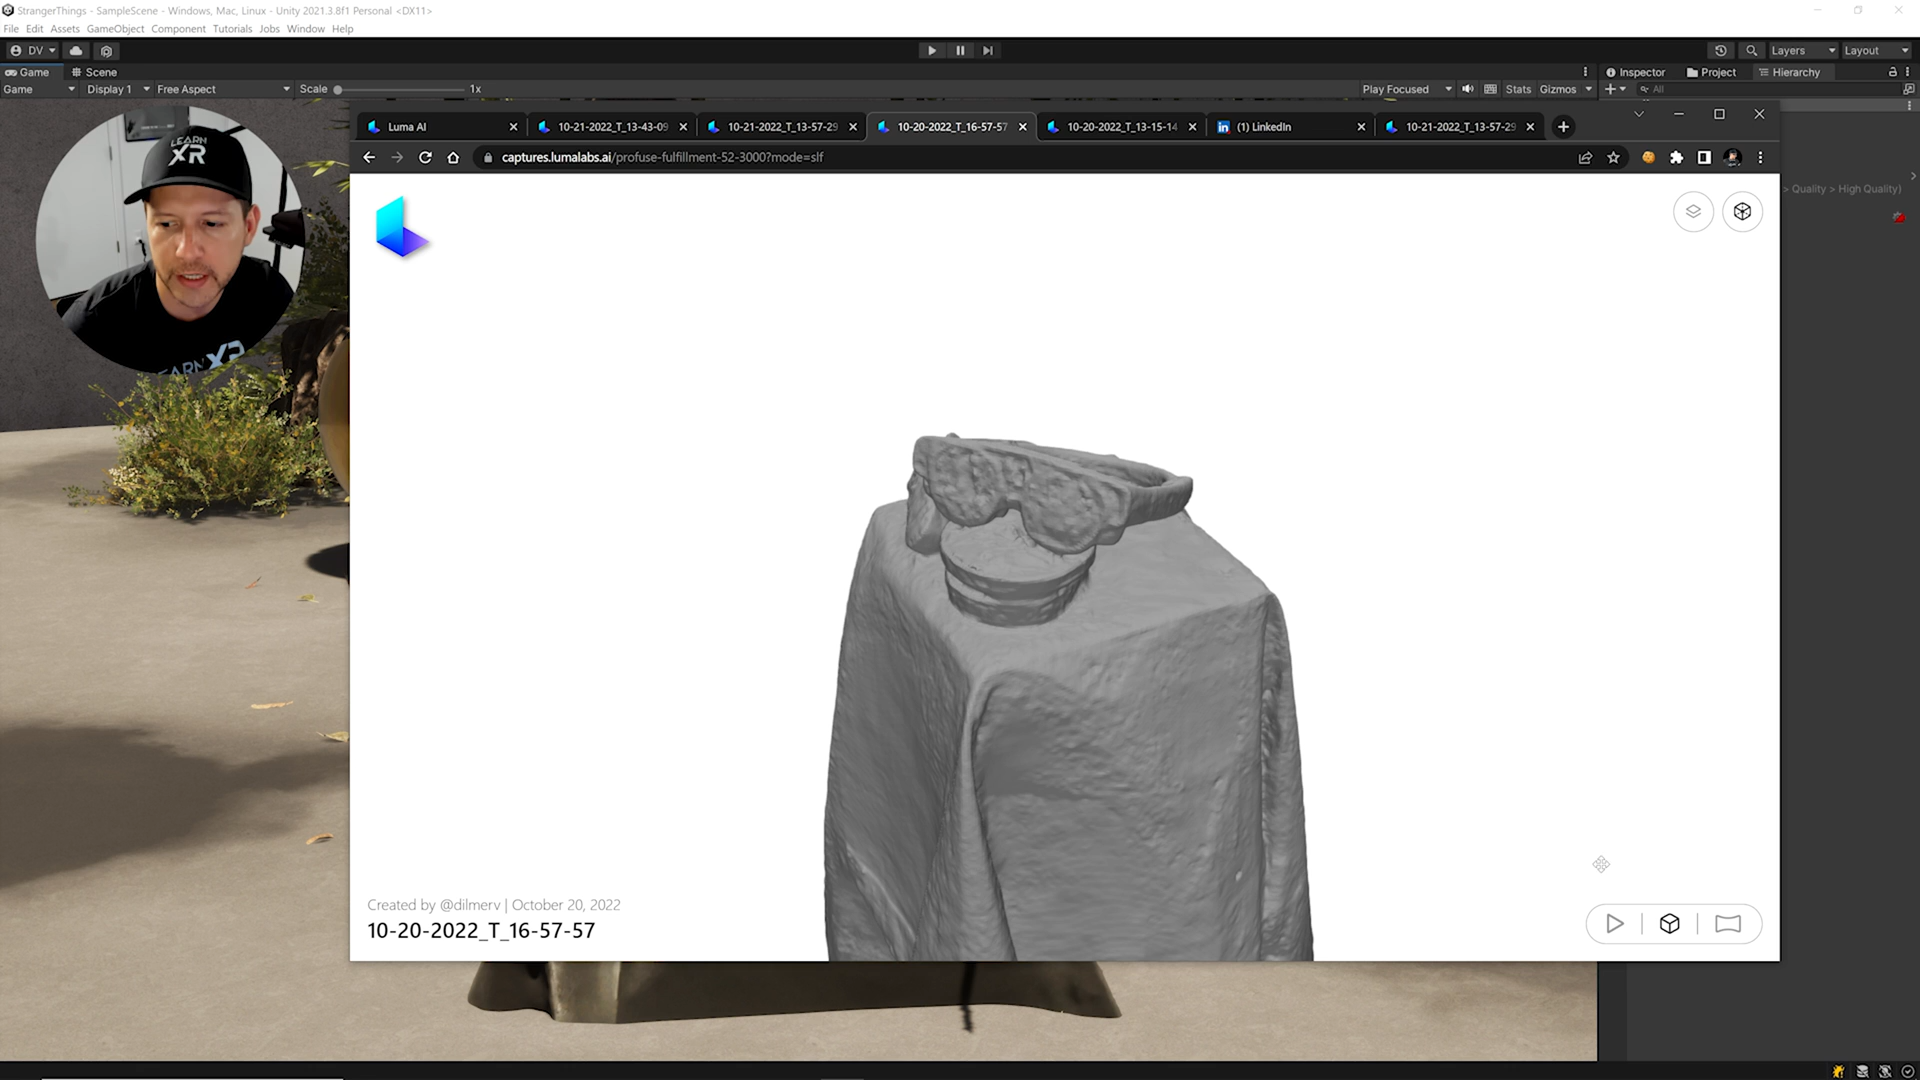 StrangerThings - SampleScene - Windows, Mac, Linux - Unity 2021.3.8f1 Personal <DX11>
File Edit Assets GameObject Component Tutorials Jobs Window Help
DV Layers Layout
Game Scene Inspector Project Hierarchy
Game Display 1 Free Aspect Scale 1x Play Focused Stats Gizmos All
Luma AI 10-21-2022_T_13-43-09 10-21-2022_T_13-57-29 10-20-2022_T_16-57-57 10-20-2022_T_13-15-14 (1) LinkedIn 10-21-2022_T_13-57-29
captures.lumalabs.ai/profuse-fulfillment-52-3000?mode=slf
> Quality > High Quality)
LEARN
XR
EARN XR
Created by @dilmerv | October 20, 2022
10-20-2022_T_16-57-57